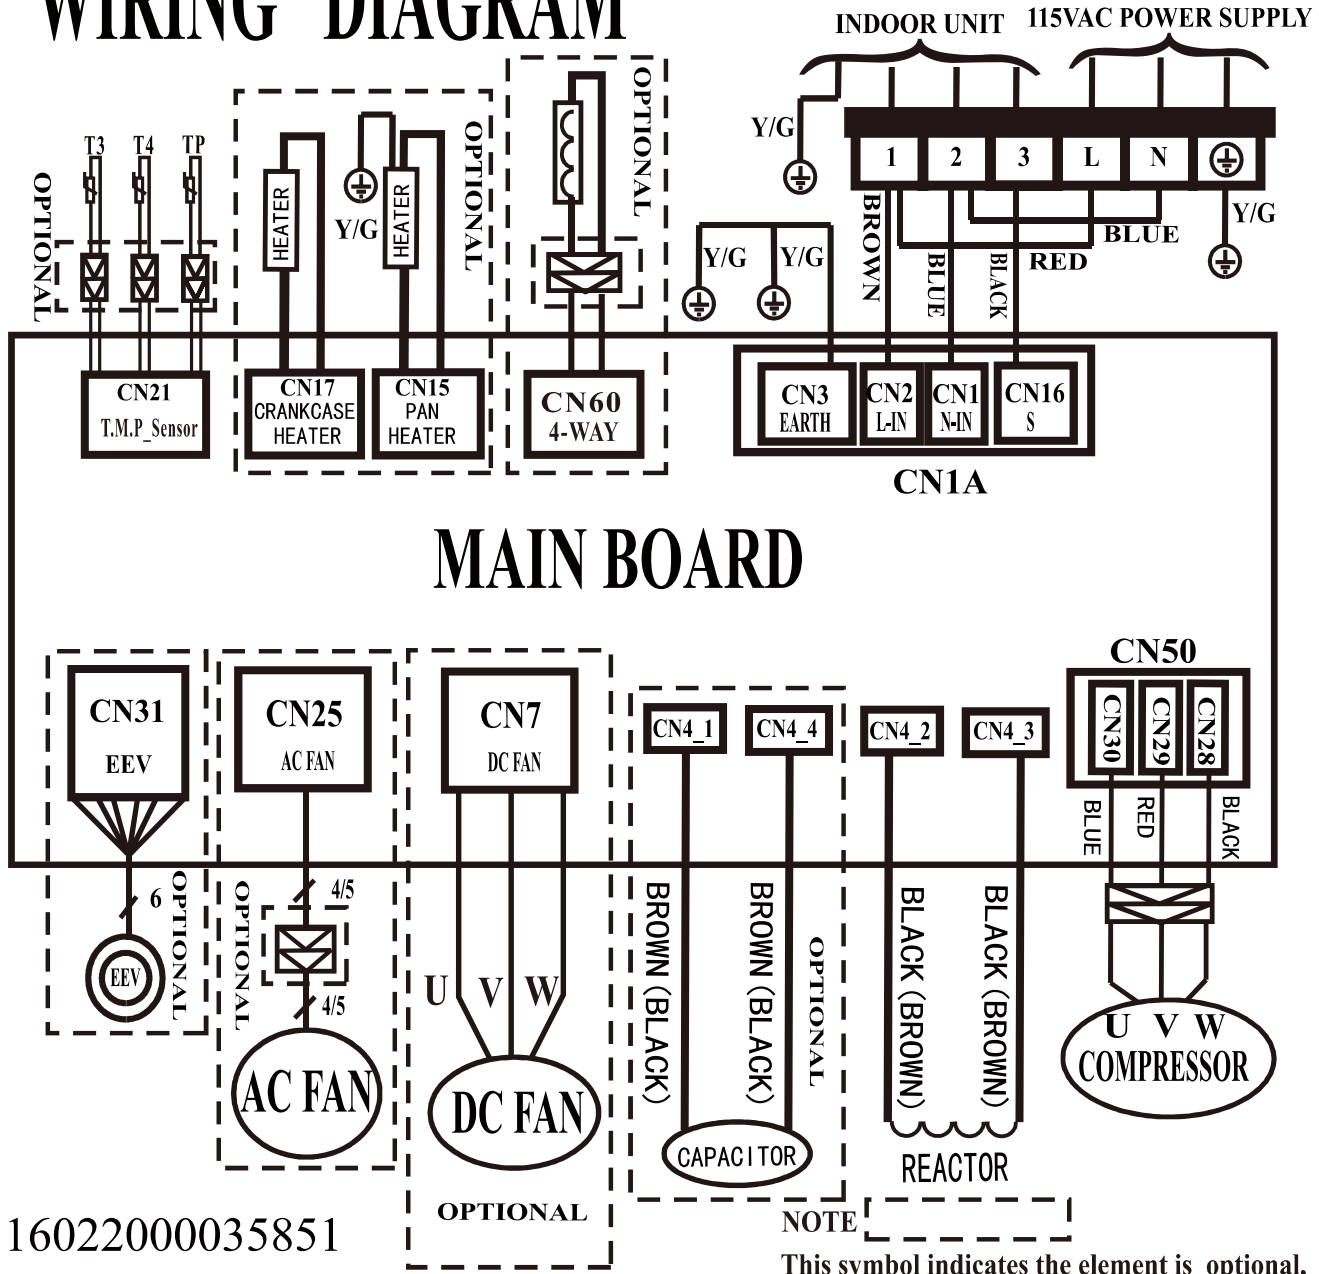 WIRING DIAGRAM
INDOOR UNIT
115VAC POWER SUPPLY
T3
T4
TP
OPTIONAL
HEATER
Y/G
HEATER
OPTIONAL
OPTIONAL
Y/G
1
2
3
L
N
Y/G
BROWN
BLUE
BLACK
BLUE
RED
Y/G
Y/G
CN21
T.M.P_Sensor
CN17
CRANKCASE
HEATER
CN15
PAN
HEATER
CN60
4-WAY
CN3
EARTH
CN2
L-IN
CN1
N-IN
CN16
S
CN1A
MAIN BOARD
CN31
EEV
CN25
AC FAN
CN7
DC FAN
CN4_1
CN4_4
CN4_2
CN4_3
CN50
CN30
CN29
CN28
BLUE
RED
BLACK
6
OPTIONAL
EEV
OPTIONAL
4/5
4/5
AC FAN
U
V
W
DC FAN
OPTIONAL
BROWN(BLACK)
BROWN(BLACK)
OPTIONAL
CAPACITOR
BLACK(BROWN)
BLACK(BROWN)
REACTOR
U V W
COMPRESSOR
16022000035851
NOTE
This symbol indicates the element is optional,